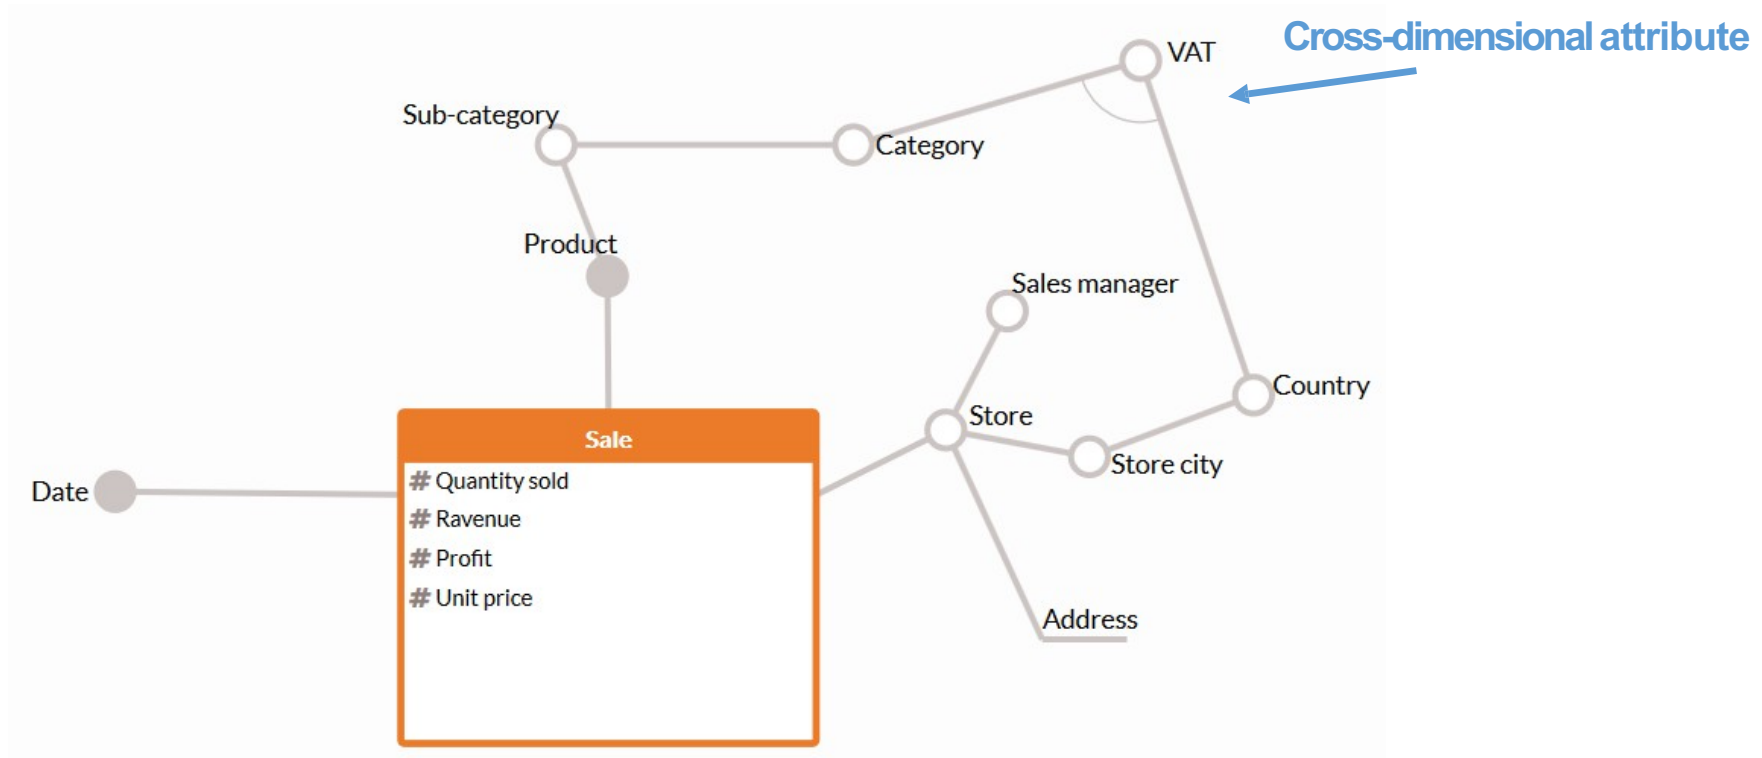 Cross-dimensional attribute
VAT
Sub-category
Category
Product
Sales manager
Country
Store
Store city
Sale
Date
# Quantity sold
# Ravenue
# Profit
# Unit price
Address